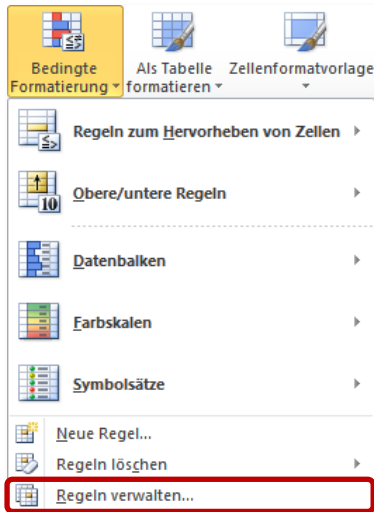 Bedingte Als Tabelle Zellenformatvorlage
Formatierung formatieren
Regeln zum Hervorheben von Zellen
10
Obere/untere Regeln
Datenbalken
Farbskalen
Symbolsätze
Neue Regel...
Regeln löschen
Regeln verwalten...